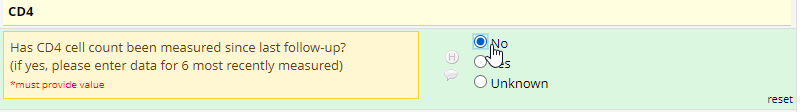 CD4
Has CD4 cell count been measured since last follow-up?
(if yes, please enter data for 6 most recently measured)
*must provide value
H
No
Unknown
reset